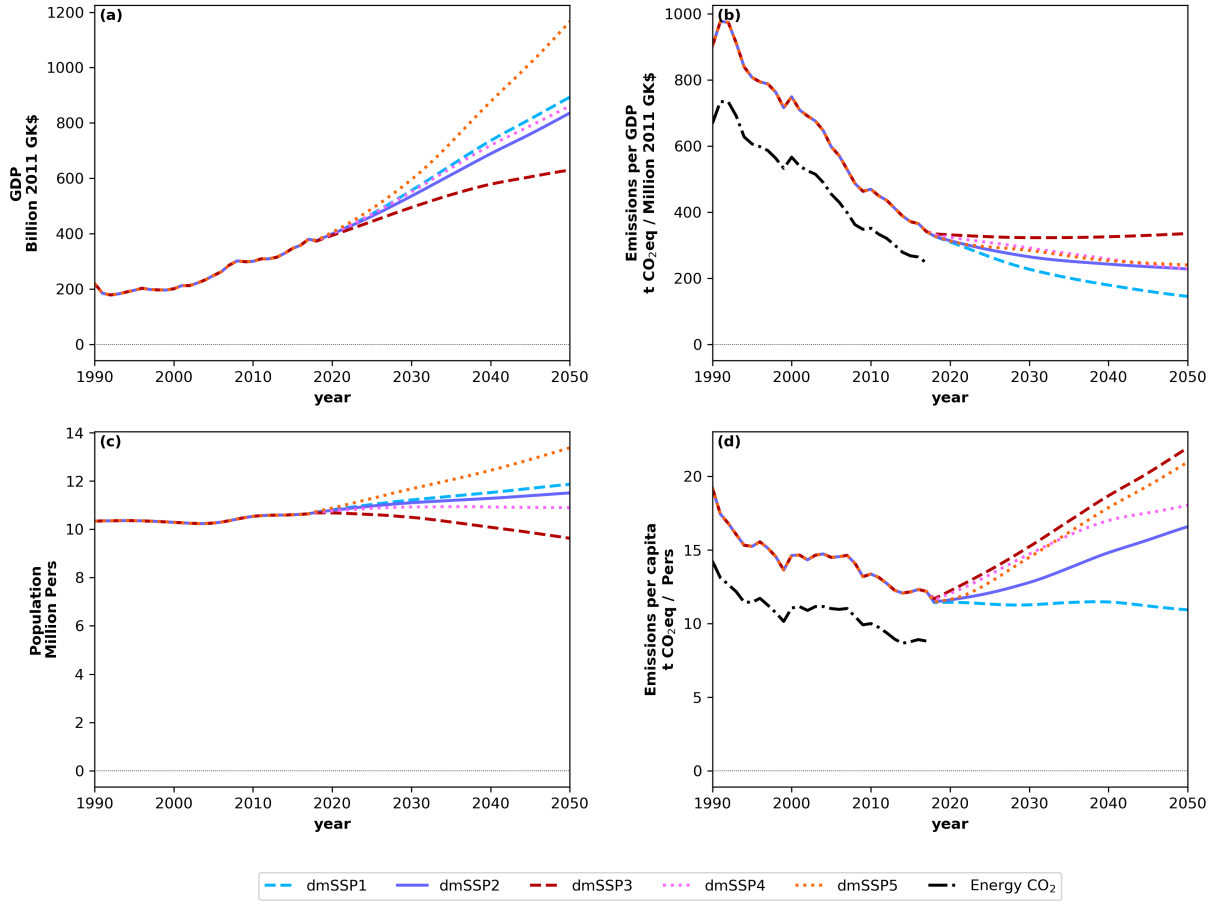 (a)
GDP
Billion 2011 GK$
1200
1000
800
600
400
200
0
1990 2000 2010 2020 2030 2040 2050
year
(b)
Emissions per GDP
t CO₂eq / Million 2011 GK$
1000
800
600
400
200
0
1990 2000 2010 2020 2030 2040 2050
year
(c)
Population
Million Pers
14
12
10
8
6
4
2
0
1990 2000 2010 2020 2030 2040 2050
year
(d)
Emissions per capita
t CO₂eq / Pers
20
15
10
5
0
1990 2000 2010 2020 2030 2040 2050
year
dmSSP1 dmSSP2 dmSSP3 dmSSP4 dmSSP5 Energy CO₂